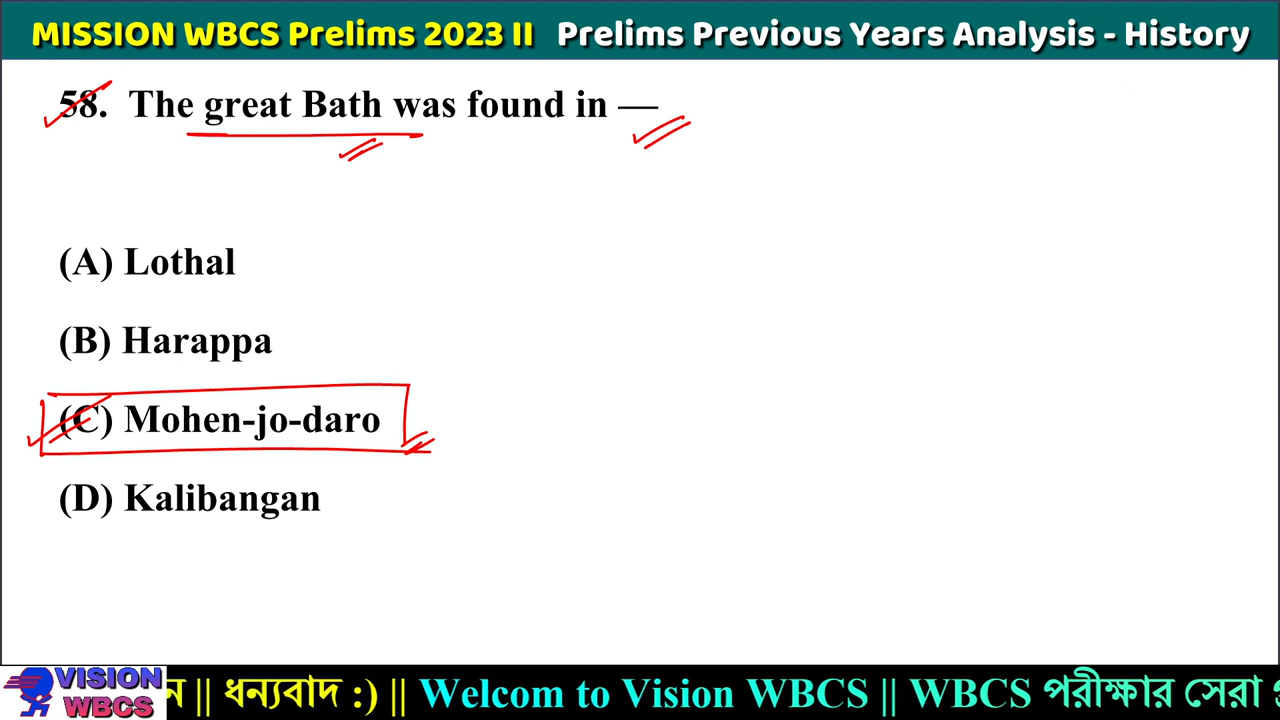 MISSION WBCS Prelims 2023 II Prelims Previous Years Analysis - History
58. The great Bath was found in —
(A) Lothal
(B) Harappa
(C) Mohen-jo-daro
(D) Kalibangan
VISION WBCS
ন || ধন্যবাদ :) || Welcom to Vision WBCS || WBCS পরীক্ষার সেরা